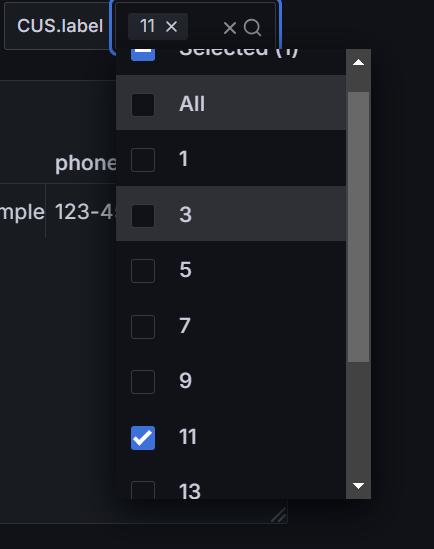 CUS.label 11
Selected (1)
All
phone 1
mple 123-4 3
5
7
9
11
13